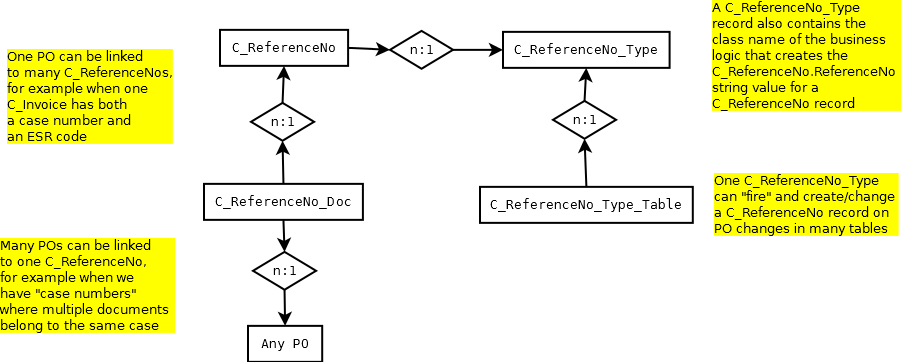 A C_ReferenceNo_Type
record also contains the
class name of the business
logic that creates the
C_ReferenceNo.ReferenceNo
string value for a
C_ReferenceNo record
C_ReferenceNo
n:1
C_ReferenceNo_Type
One PO can be linked
to many C_ReferenceNos,
for example when one
C_Invoice has both
a case number and
an ESR code
n:1
n:1
C_ReferenceNo_Doc
C_ReferenceNo_Type_Table
One C_ReferenceNo_Type
can "fire" and create/change
a C_ReferenceNo record on
PO changes in many tables
Many POs can be linked
to one C_ReferenceNo,
for example when we
have "case numbers"
where multiple documents
belong to the same case
n:1
Any PO